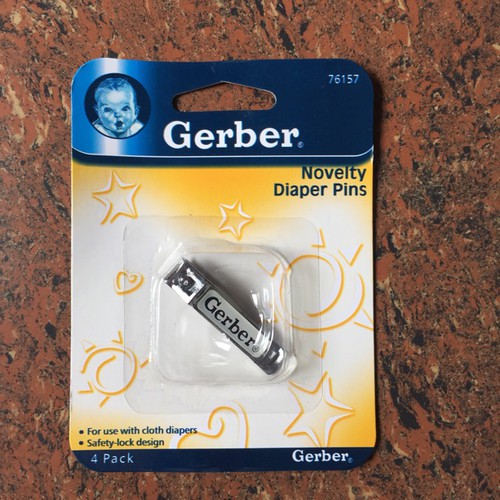 76157
Gerber®
Novelty
Diaper Pins
Gerber®
• For use with cloth diapers
• Safety-lock design
4 Pack
Gerber®